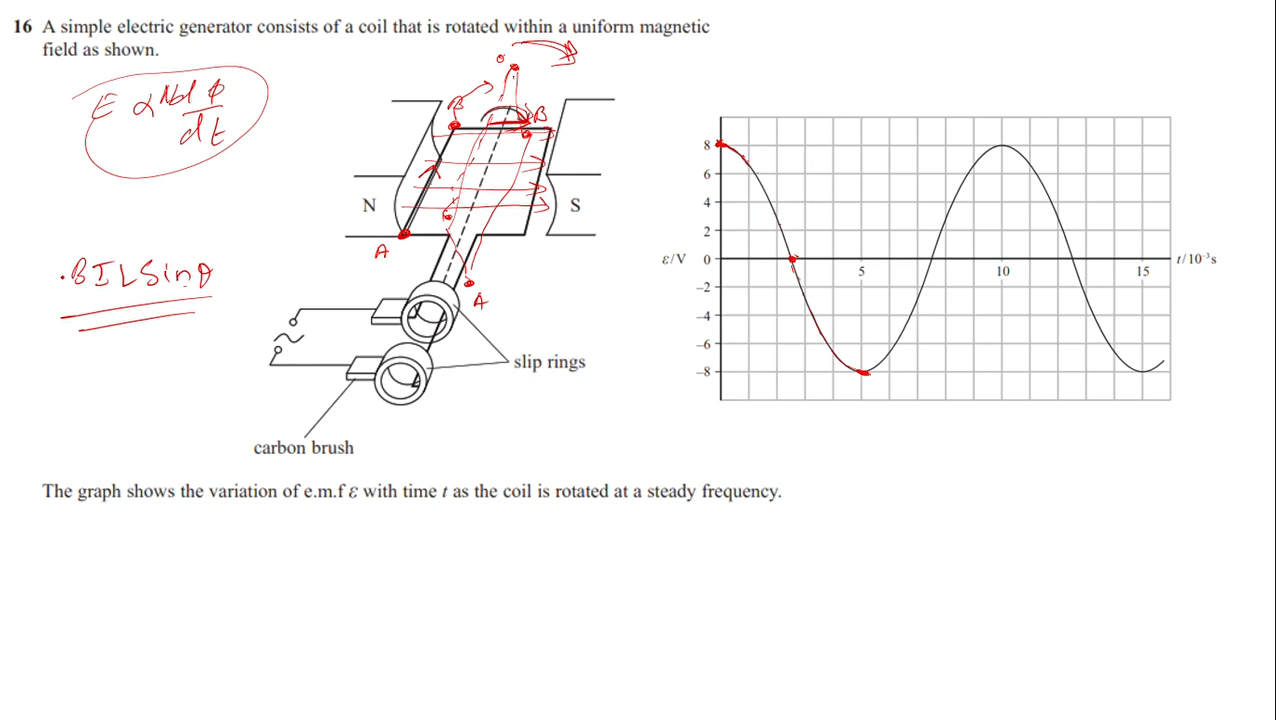 16 A simple electric generator consists of a coil that is rotated within a uniform magnetic
field as shown.
E α Nd φ
dt
B
B
N
S
A
A
BILSinθ
slip rings
carbon brush
8
6
4
2
ε/V 0
−2
−4
−6
−8
5
10
15
t/10⁻³s
The graph shows the variation of e.m.f ε with time t as the coil is rotated at a steady frequency.